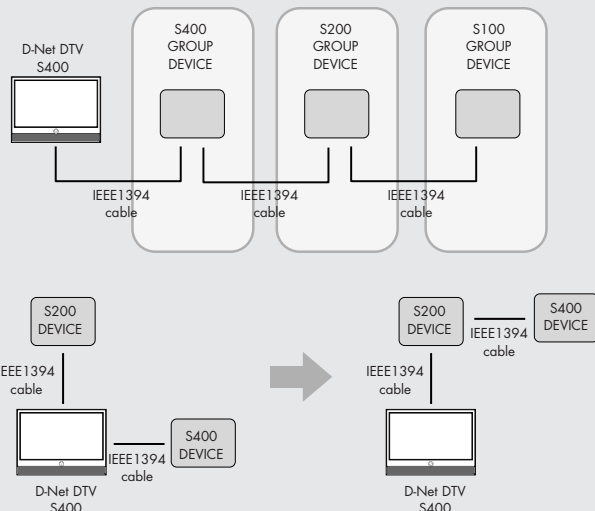 D-Net DTV
S400
S400
GROUP
DEVICE
S200
GROUP
DEVICE
S100
GROUP
DEVICE
IEEE1394
cable
IEEE1394
cable
IEEE1394
cable
S200
DEVICE
EEE1394
cable
S400
DEVICE
IEEE1394
cable
D-Net DTV
S400
S200
DEVICE
S400
DEVICE
IEEE1394
cable
IEEE1394
cable
D-Net DTV
S400